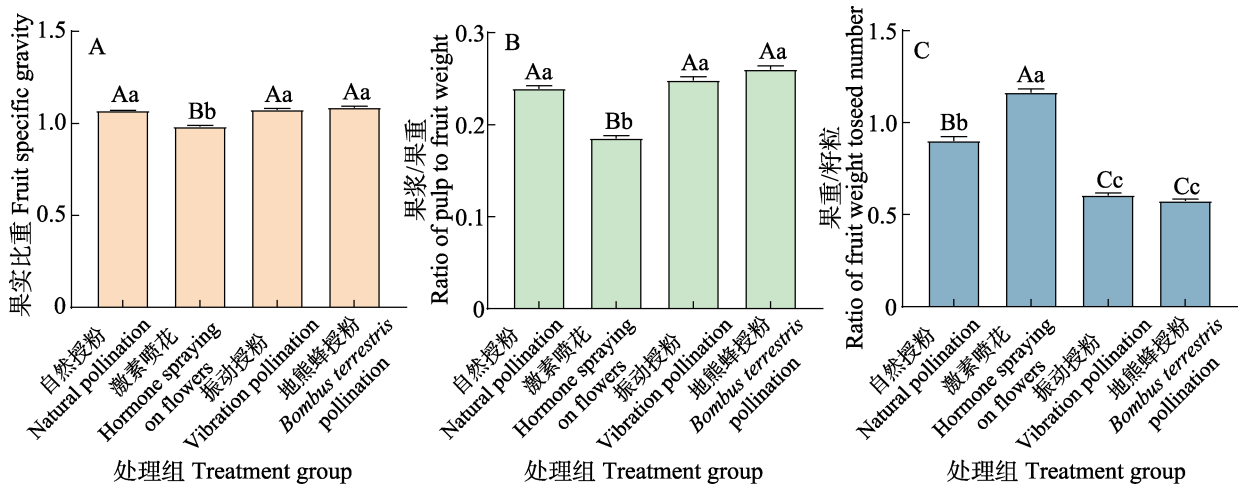 A
果实比重 Fruit specific gravity
1.5
1.0
0.5
0
Aa
Bb
Aa
Aa
自然授粉
Natural pollination
激素喷花
Hormone spraying
on flowers
振动授粉
Vibration pollination
地熊蜂授粉
Bombus terrestris
pollination
处理组 Treatment group
B
果浆/果重
Ratio of pulp to fruit weight
0.3
0.2
0.1
0
Aa
Bb
Aa
Aa
自然授粉
Natural pollination
激素喷花
Hormone spraying
on flowers
振动授粉
Vibration pollination
地熊蜂授粉
Bombus terrestris
pollination
处理组 Treatment group
C
果重/籽粒
Ratio of fruit weight toseed number
1.5
1.0
0.5
0
Bb
Aa
Cc
Cc
自然授粉
Natural pollination
激素喷花
Hormone spraying
on flowers
振动授粉
Vibration pollination
地熊蜂授粉
Bombus terrestris
pollination
处理组 Treatment group